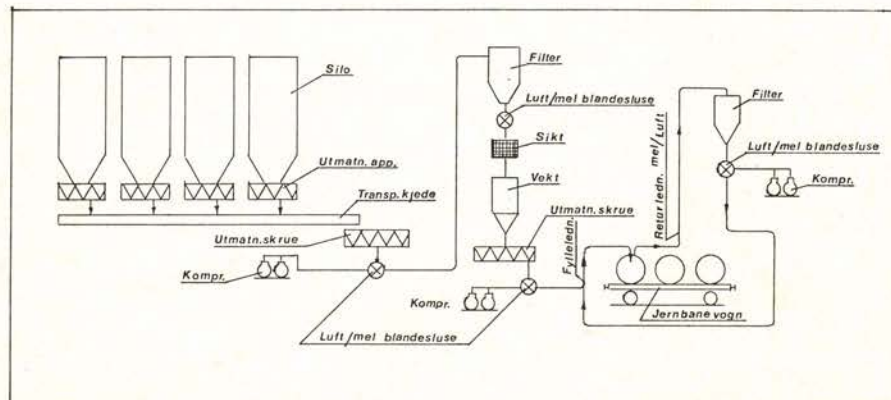 Silo
Utmatn. app.
Transp. kjede
Utmatn. skrue
Kompr.
Luft/mel blandesluse
Filter
Luft/mel blandesluse
Sikt
Vekt
Utmatn. skrue
Kompr.
Fylleledn.
Retur ledn. mel/Luft
Filter
Luft/mel blandesluse
Kompr.
Jernbane vogn